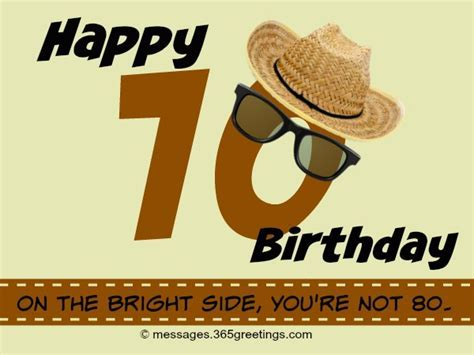 Happy
70
Birthday
ON THE BRIGHT SIDE, YOU'RE NOT 80..
© messages.365greetings.com